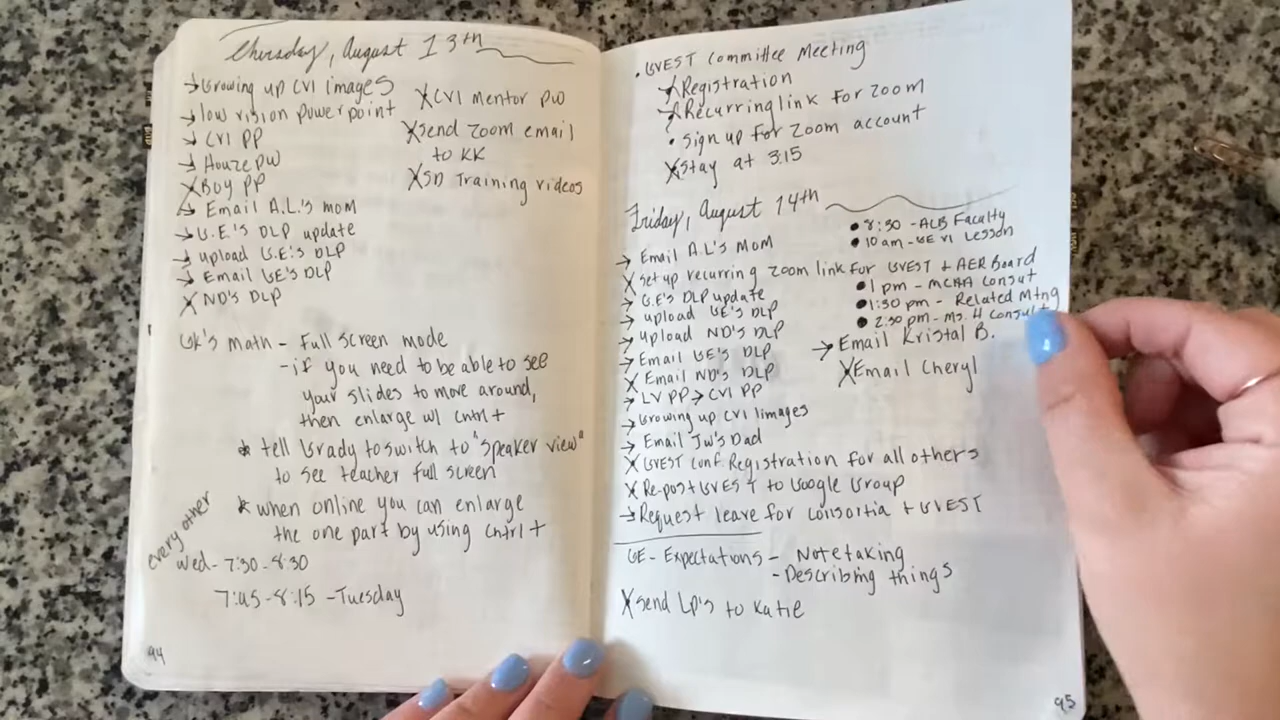 Thursday, August 13th
→ Growing up CVI images
→ low vision powerpoint
→ CVI PP
→ Houze pw
X Boy PP
→ Email A.L.'s mom
→ G.E.'s DLP update
→ upload G.E.'s DLP
→ Email GE's DLP
X ND's DLP
X CVI Mentor pw
X Send zoom email
to KK
X SD Training videos
GK's math - Full screen mode
- if you need to be able to see
your slides to move around,
then enlarge w/ cntrl +
* tell Grady to switch to "speaker view"
to see teacher full screen
* when online you can enlarge
the one part by using cntrl +
every other
Wed - 7:30 - 8:30
7:45 - 8:15 - Tuesday
94
• GVEST Committee Meeting
X Registration
X Recurring link for zoom
• sign up for zoom account
X Stay at 3:15
Friday, August 14th
→ Email A.L.'s Mom
X Set up recurring zoom link for GVEST + AER Board
→ G.E's DLP update
→ upload GE's DLP
→ upload ND's DLP
→ Email GE's DLP
X Email ND's DLP
→ LV PP → CVI PP
→ Growing up CVI Iimages
→ Email JW's Dad
X GVEST Conf. Registration for all others
X Re-post GVEST to Google Group
→ Request leave for Consortia + GVEST
• 8:30 - ALB Faculty
• 10am - GE VI Lesson
• 1 pm - MCAA Consult
• 1:30 pm - Related Mtng
• 2:30 pm - Ms. H Consult
→ Email Kristal B.
X Email Cheryl
GE - Expectations - Notetaking
- Describing things
X send LP's to Katie
95